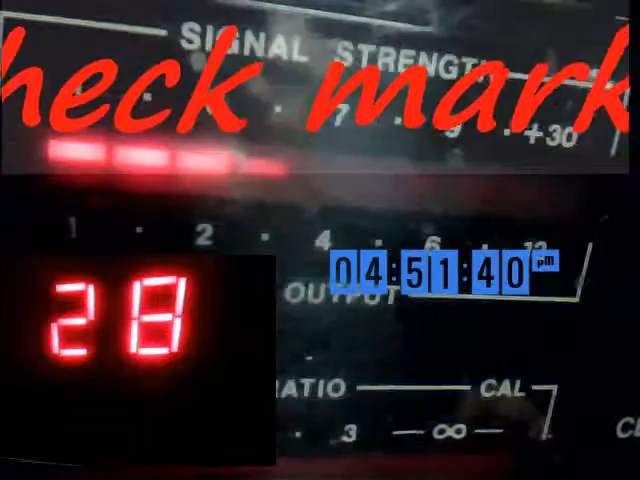 SIGNAL STRENGTH
heck mark
7 . 9 . +30
1 . 2 . 4 . 6 . 12
04:51:40 pm
28
OUTPUT
RATIO CAL
. 3 — ∞ —